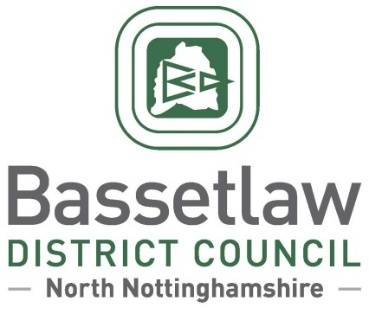 Bassetlaw
DISTRICT COUNCIL
North Nottinghamshire